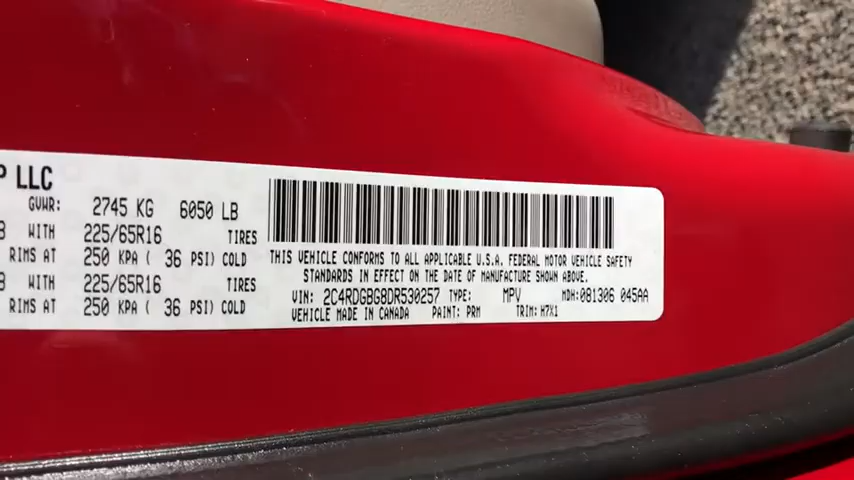 P LLC
GVWR: 2745 KG 6050 LB
8 WITH 225/65R16 TIRES
RIMS AT 250 KPA ( 36 PSI) COLD
8 WITH 225/65R16 TIRES
RIMS AT 250 KPA ( 36 PSI) COLD
THIS VEHICLE CONFORMS TO ALL APPLICABLE U.S.A. FEDERAL MOTOR VEHICLE SAFETY
STANDARDS IN EFFECT ON THE DATE OF MANUFACTURE SHOWN ABOVE.
VIN: 2C4RDGBG8DR530257 TYPE: MPV MDH:081306 045AA
VEHICLE MADE IN CANADA PAINT: PRM TRIM: H7X1